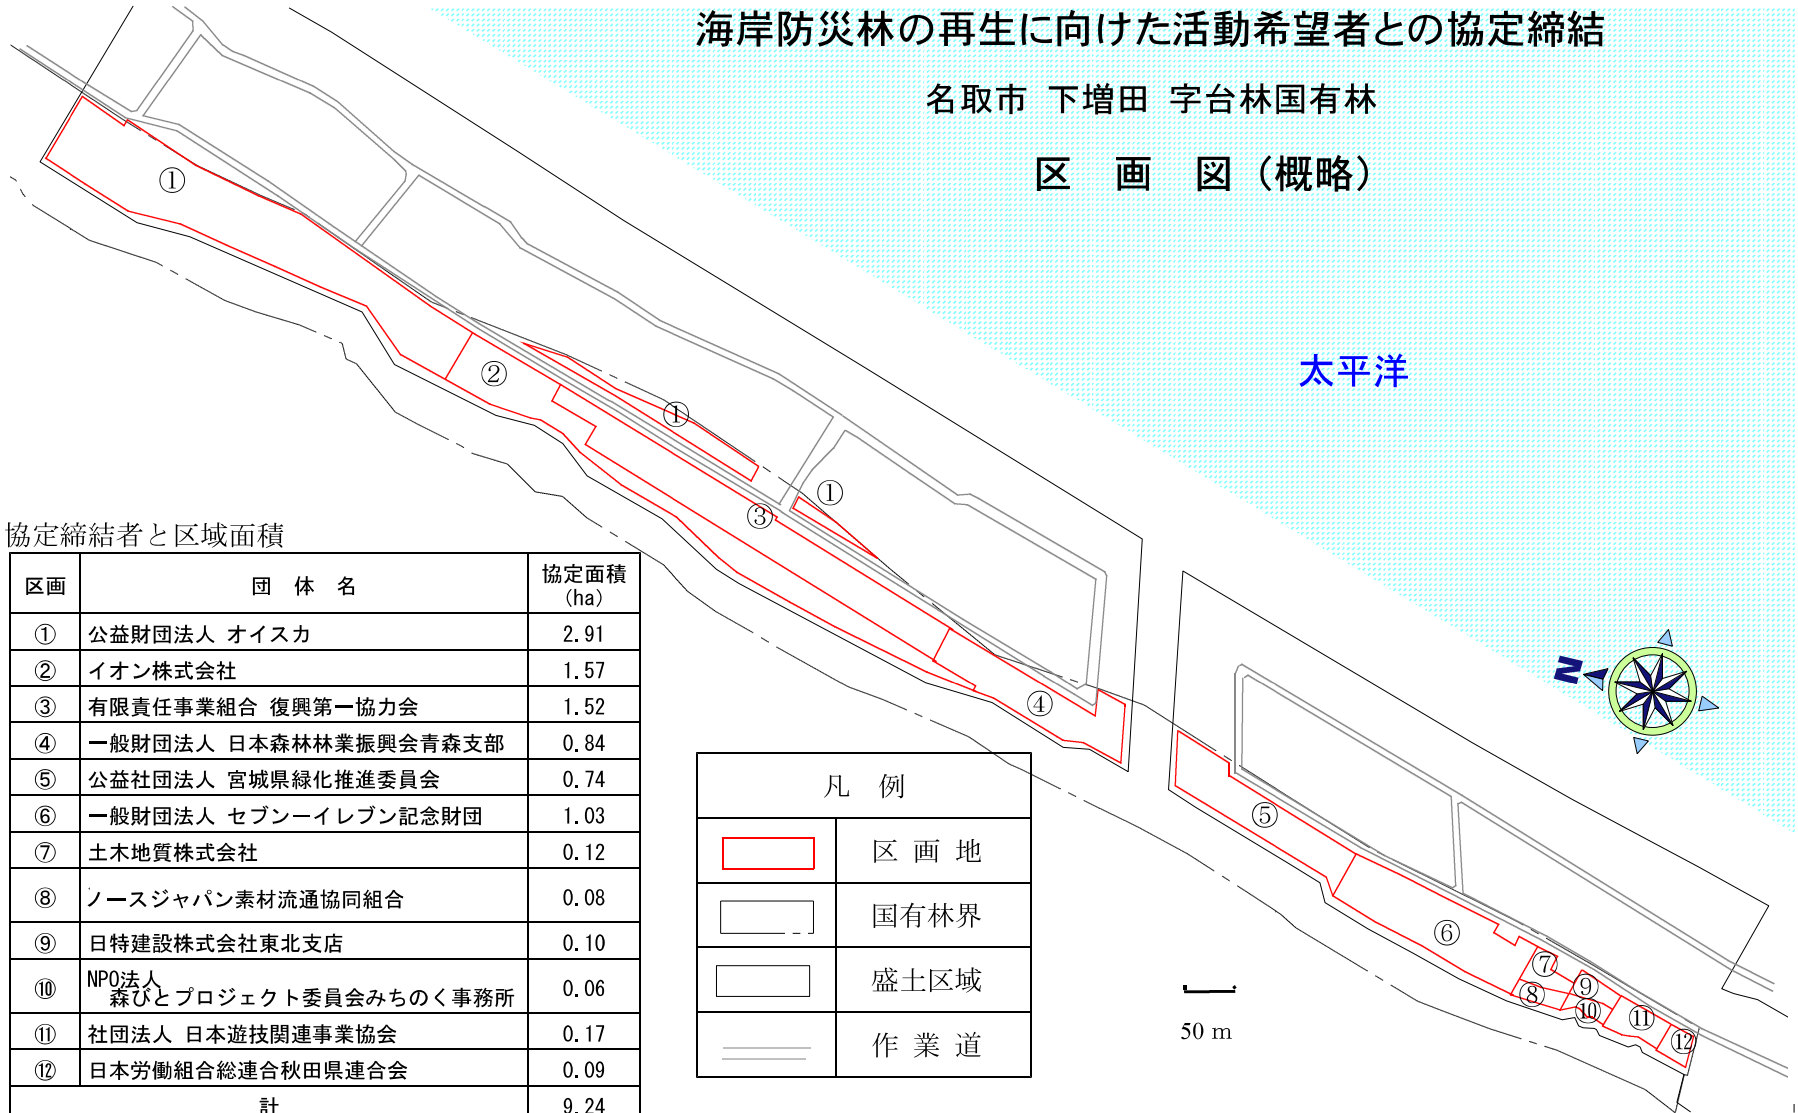 海岸防災林の再生に向けた活動希望者との協定締結
名取市 下増田 字台林国有林
区 画 図（概略）
太平洋
①
②
①
①
③
④
⑤
⑥
⑦
⑧
⑨
⑩
⑪
⑫
N
50 m
協定締結者と区域面積
区画 団 体 名 協定面積（ha）
① 公益財団法人 オイスカ 2.91
② イオン株式会社 1.57
③ 有限責任事業組合 復興第一協力会 1.52
④ 一般財団法人 日本森林林業振興会青森支部 0.84
⑤ 公益社団法人 宮城県緑化推進委員会 0.74
⑥ 一般財団法人 セブン－イレブン記念財団 1.03
⑦ 土木地質株式会社 0.12
⑧ ノースジャパン素材流通協同組合 0.08
⑨ 日特建設株式会社東北支店 0.10
⑩ NPO法人
森びとプロジェクト委員会みちのく事務所 0.06
⑪ 社団法人 日本遊技関連事業協会 0.17
⑫ 日本労働組合総連合秋田県連合会 0.09
計 9.24
凡 例
区 画 地
国有林界
盛土区域
作 業 道